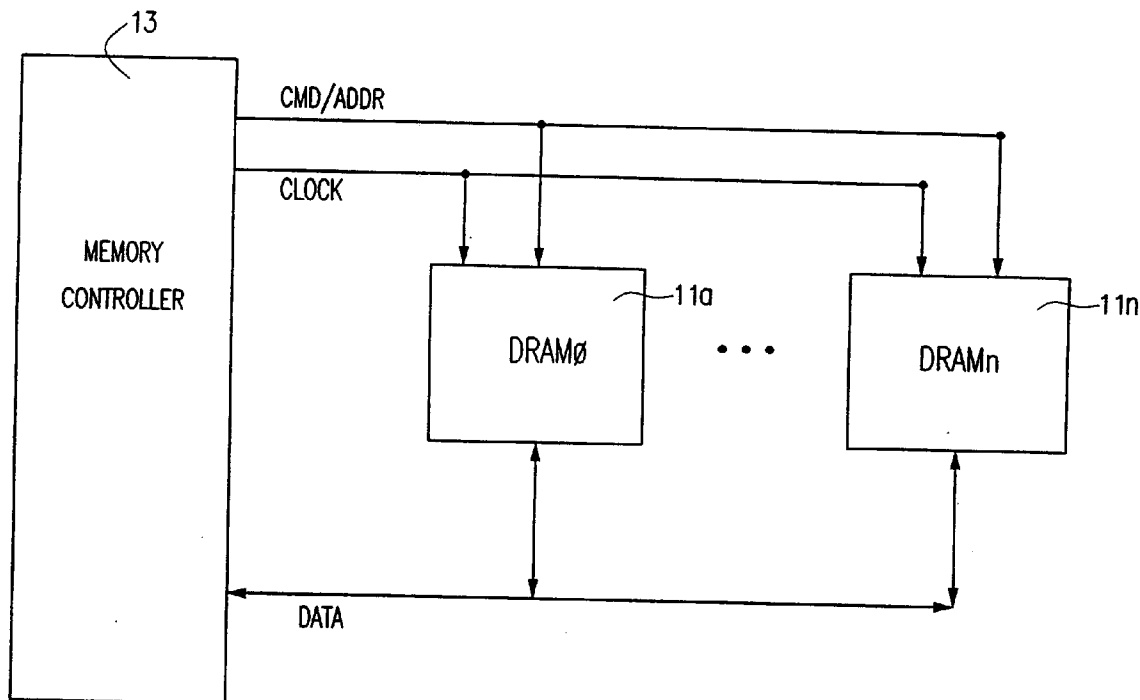 13
CMD/ADDR
CLOCK
MEMORY
CONTROLLER
11a
11n
DRAMø
• • •
DRAMn
DATA